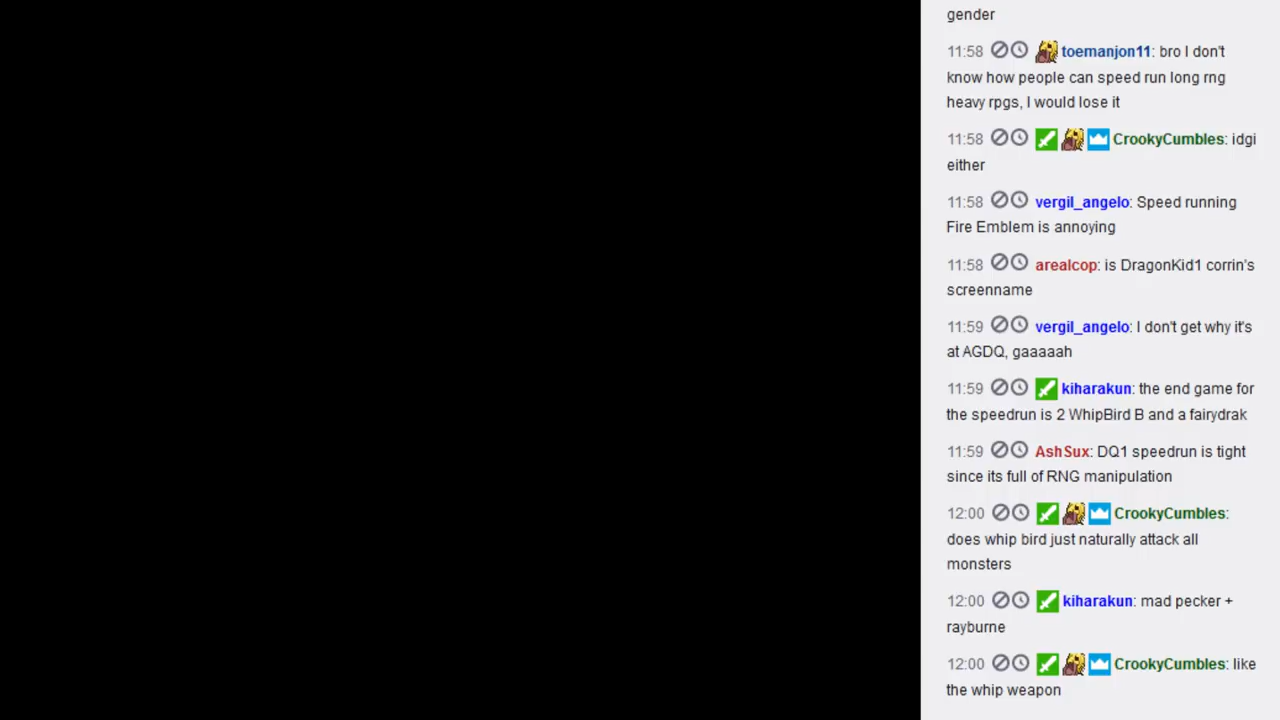 gender
11:58 toemanjon11: bro I don't
know how people can speed run long rng
heavy rpgs, I would lose it
11:58 CrookyCumbles: idgi
either
11:58 vergil_angelo: Speed running
Fire Emblem is annoying
11:58 arealcop: is DragonKid1 corrin's
screenname
11:59 vergil_angelo: I don't get why it's
at AGDQ, gaaaaah
11:59 kiharakun: the end game for
the speedrun is 2 WhipBird B and a fairydrak
11:59 AshSux: DQ1 speedrun is tight
since its full of RNG manipulation
12:00 CrookyCumbles:
does whip bird just naturally attack all
monsters
12:00 kiharakun: mad pecker +
rayburne
12:00 CrookyCumbles: like
the whip weapon